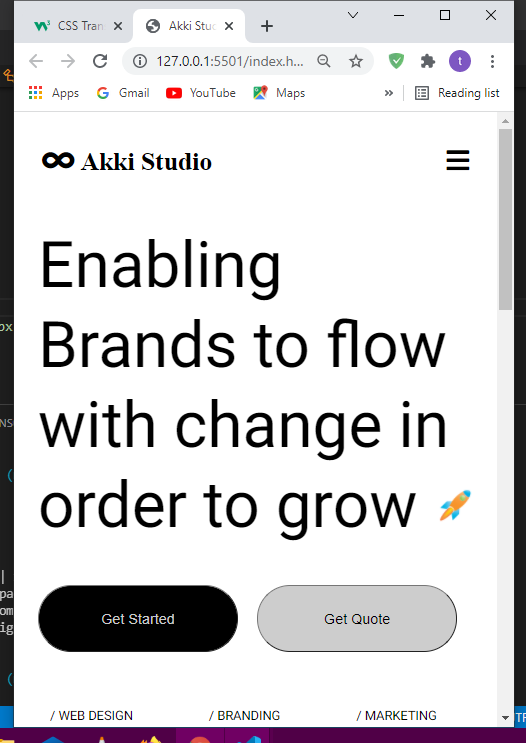 CSS Tran
Akki Studio
127.0.0.1:5501/index.h...
t
Apps
Gmail
YouTube
Maps
»
Reading list
Akki Studio
Enabling
Brands to flow
with change in
order to grow 🚀
Get Started
Get Quote
/ WEB DESIGN
/ BRANDING
/ MARKETING